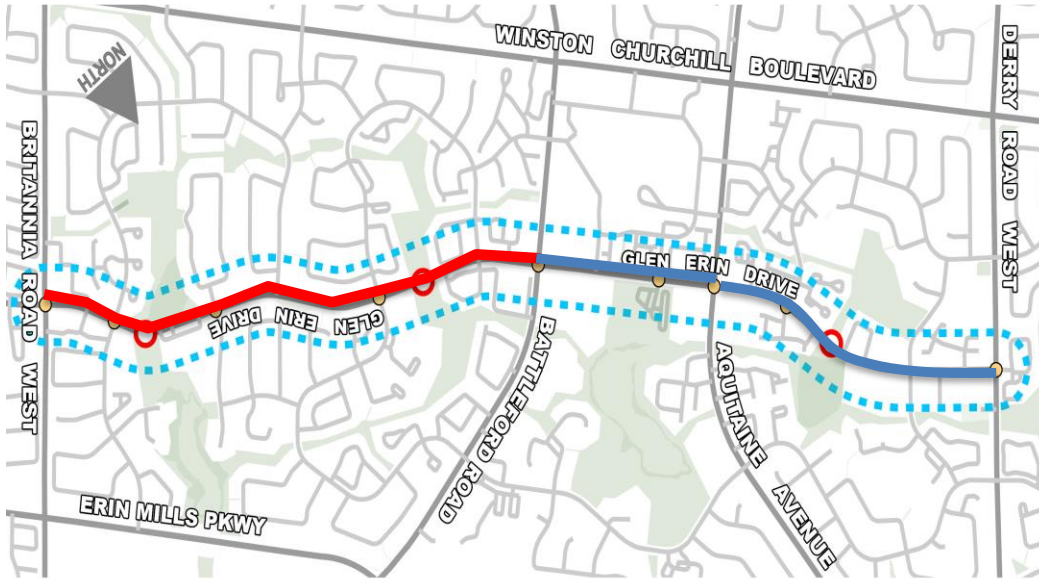 WINSTON CHURCHILL BOULEVARD
NORTH
DERRY ROAD WEST
BRITANNIA ROAD WEST
GLEN ERIN DRIVE
GLEN ERIN DRIVE
BATTLEFORD ROAD
AQUITAINE AVENUE
ERIN MILLS PKWY